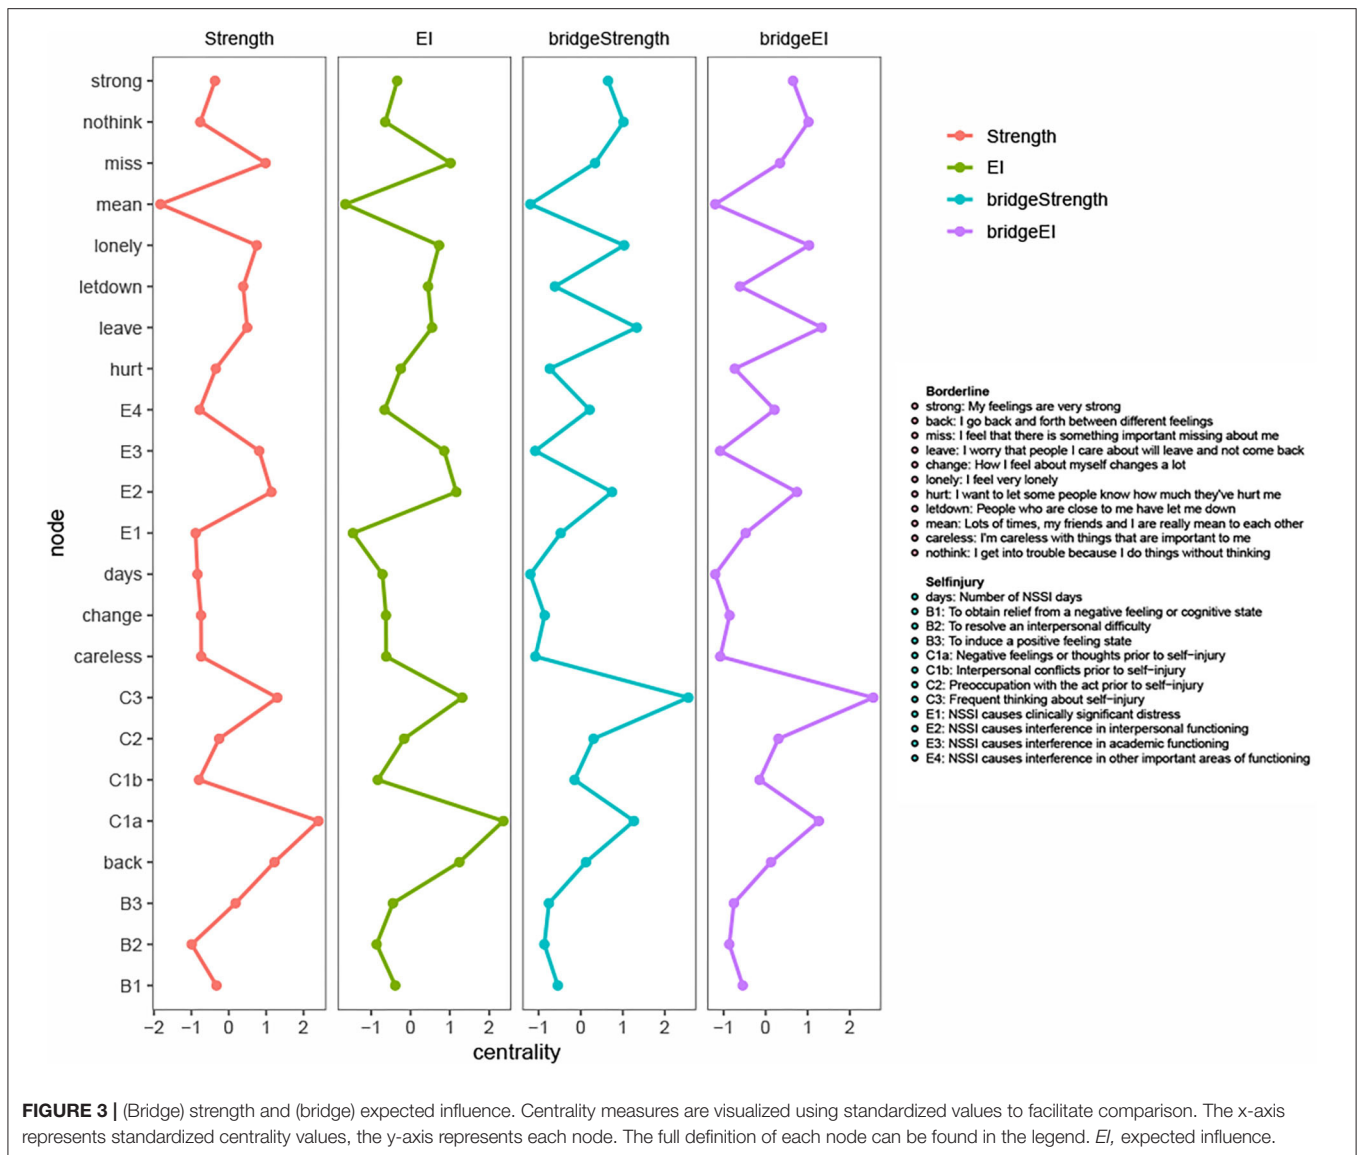 Strength EI bridgeStrength bridgeEI
strong
nothink
miss
mean
lonely
letdown
leave
hurt
E4
E3
E2
E1
days
change
careless
C3
C2
C1b
C1a
back
B3
B2
B1
node
−2 −1 0 1 2 −1 0 1 2 −1 0 1 2 −1 0 1 2
centrality
Strength
EI
bridgeStrength
bridgeEI
Borderline
strong: My feelings are very strong
back: I go back and forth between different feelings
miss: I feel that there is something important missing about me
leave: I worry that people I care about will leave and not come back
change: How I feel about myself changes a lot
lonely: I feel very lonely
hurt: I want to let some people know how much they've hurt me
letdown: People who are close to me have let me down
mean: Lots of times, my friends and I are really mean to each other
careless: I'm careless with things that are important to me
nothink: I get into trouble because I do things without thinking
Selfinjury
days: Number of NSSI days
B1: To obtain relief from a negative feeling or cognitive state
B2: To resolve an interpersonal difficulty
B3: To induce a positive feeling state
C1a: Negative feelings or thoughts prior to self−injury
C1b: Interpersonal conflicts prior to self−injury
C2: Preoccupation with the act prior to self−injury
C3: Frequent thinking about self−injury
E1: NSSI causes clinically significant distress
E2: NSSI causes interference in interpersonal functioning
E3: NSSI causes interference in academic functioning
E4: NSSI causes interference in other important areas of functioning
FIGURE 3 | (Bridge) strength and (bridge) expected influence. Centrality measures are visualized using standardized values to facilitate comparison. The x-axis
represents standardized centrality values, the y-axis represents each node. The full definition of each node can be found in the legend. EI, expected influence.